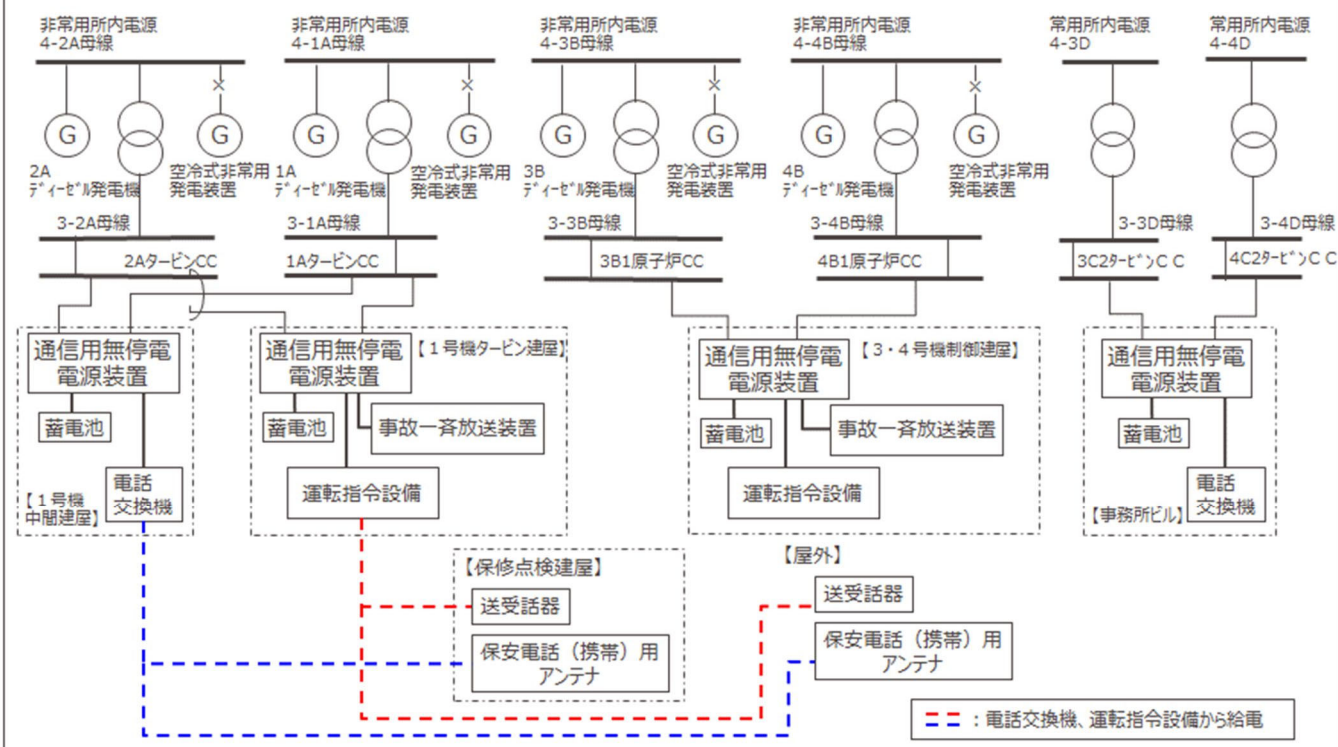 非常用所内電源
4-2A母線
非常用所内電源
4-1A母線
非常用所内電源
4-3B母線
非常用所内電源
4-4B母線
常用所内電源
4-3D
常用所内電源
4-4D
G
G
G
G
G
G
G
G
2A
ディーゼル発電機
空冷式非常用
発電装置
1A
ディーゼル発電機
空冷式非常用
発電装置
3B
ディーゼル発電機
空冷式非常用
発電装置
4B
ディーゼル発電機
空冷式非常用
発電装置
3-2A母線
3-1A母線
3-3B母線
3-4B母線
3-3D母線
3-4D母線
2AタービンCC
1AタービンCC
3B1原子炉CC
4B1原子炉CC
3C2タービンCC
4C2タービンCC
通信用無停電
電源装置
蓄電池
電話
交換機
【1号機
中間建屋】
通信用無停電
電源装置
【1号機タービン建屋】
蓄電池
事故一斉放送装置
運転指令設備
通信用無停電
電源装置
【3・4号機制御建屋】
蓄電池
事故一斉放送装置
運転指令設備
通信用無停電
電源装置
蓄電池
電話
交換機
【事務所ビル】
【保修点検建屋】
送受話器
保安電話（携帯）用
アンテナ
【屋外】
送受話器
保安電話（携帯）用
アンテナ
：電話交換機、運転指令設備から給電